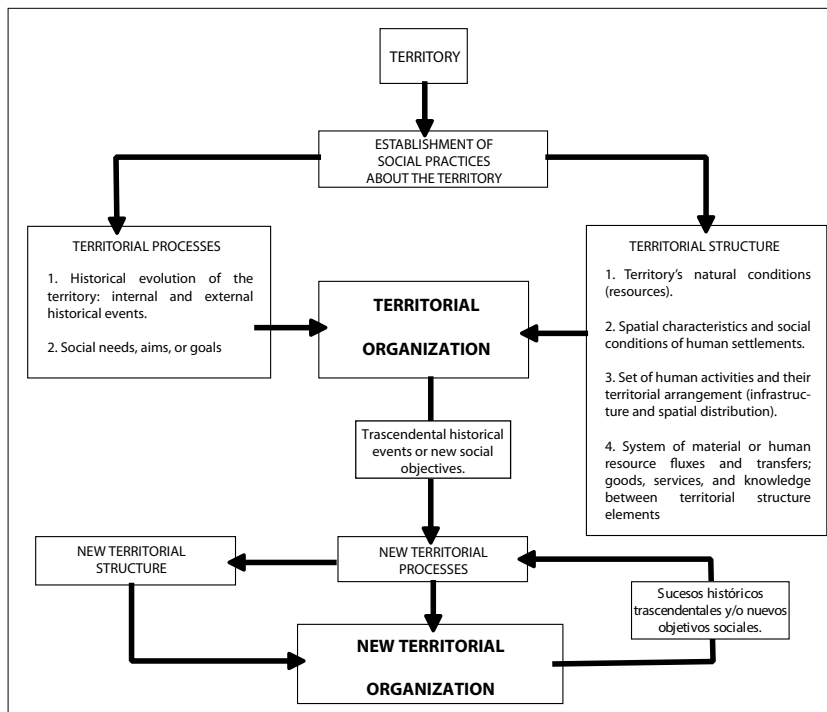 TERRITORY
ESTABLISHMENT OF
SOCIAL PRACTICES
ABOUT THE TERRITORY
TERRITORIAL PROCESSES
1. Historical evolution of the
territory: internal and external
historical events.
2. Social needs, aims, or goals
TERRITORIAL
ORGANIZATION
TERRITORIAL STRUCTURE
1. Territory's natural conditions
(resources).
2. Spatial characteristics and social
conditions of human settlements.
3. Set of human activities and their
territorial arrangement (infrastruc-
ture and spatial distribution).
4. System of material or human
resource fluxes and transfers;
goods, services, and knowledge
between territorial structure
elements
Trascendental historical
events or new social
objectives.
NEW TERRITORIAL
STRUCTURE
NEW TERRITORIAL
PROCESSES
Sucesos históricos
trascendentales y/o nuevos
objetivos sociales.
NEW TERRITORIAL
ORGANIZATION